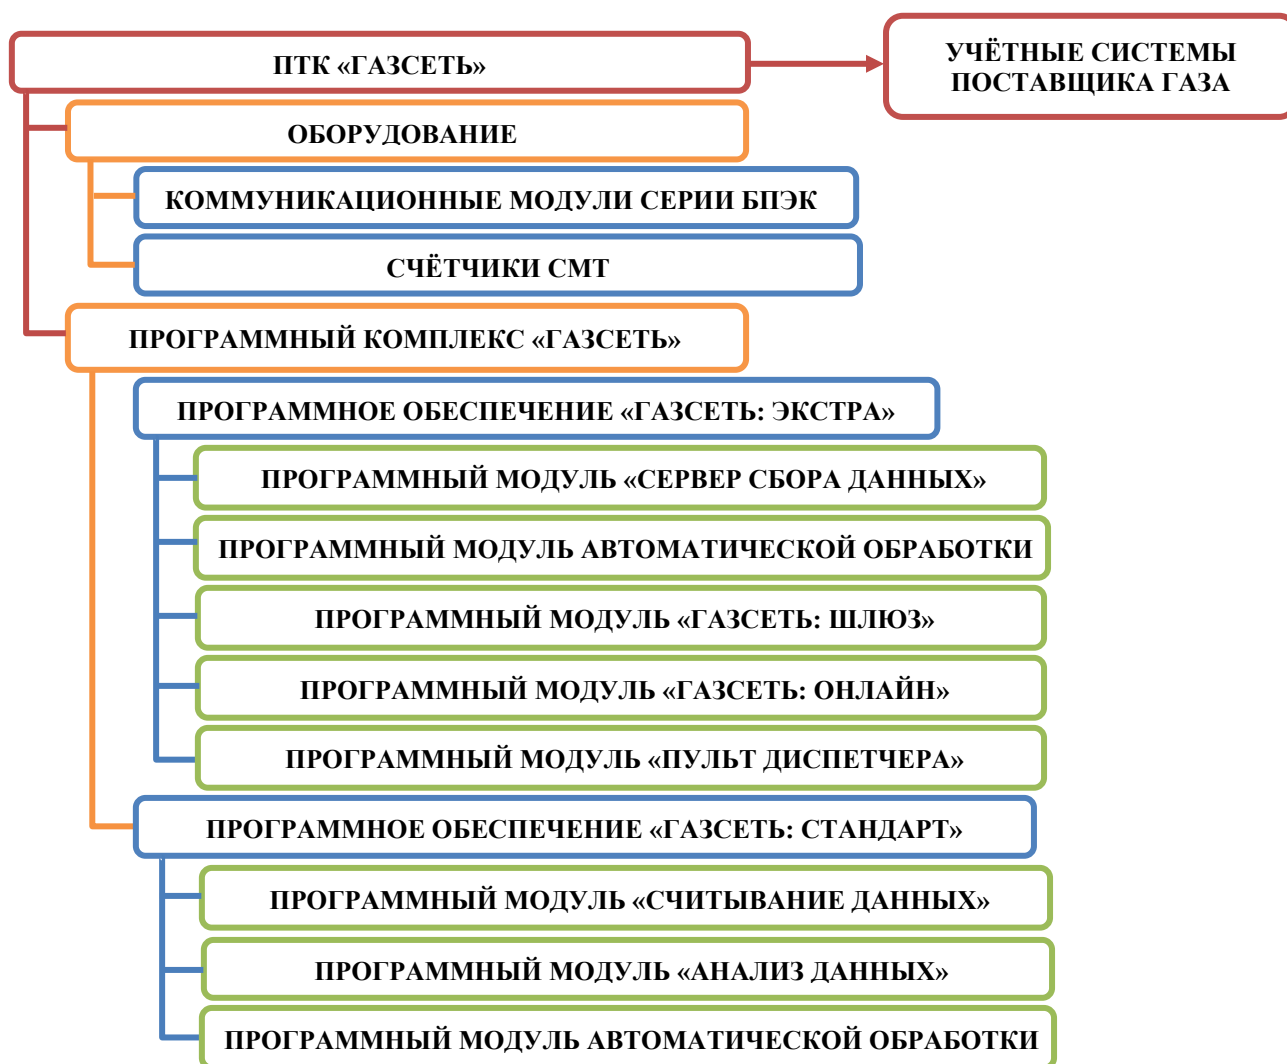 ПТК «ГАЗСЕТЬ»
УЧЁТНЫЕ СИСТЕМЫ
ПОСТАВЩИКА ГАЗА
ОБОРУДОВАНИЕ
КОММУНИКАЦИОННЫЕ МОДУЛИ СЕРИИ БПЭК
СЧЁТЧИКИ СМТ
ПРОГРАММНЫЙ КОМПЛЕКС «ГАЗСЕТЬ»
ПРОГРАММНОЕ ОБЕСПЕЧЕНИЕ «ГАЗСЕТЬ: ЭКСТРА»
ПРОГРАММНЫЙ МОДУЛЬ «СЕРВЕР СБОРА ДАННЫХ»
ПРОГРАММНЫЙ МОДУЛЬ АВТОМАТИЧЕСКОЙ ОБРАБОТКИ
ПРОГРАММНЫЙ МОДУЛЬ «ГАЗСЕТЬ: ШЛЮЗ»
ПРОГРАММНЫЙ МОДУЛЬ «ГАЗСЕТЬ: ОНЛАЙН»
ПРОГРАММНЫЙ МОДУЛЬ «ПУЛЬТ ДИСПЕТЧЕРА»
ПРОГРАММНОЕ ОБЕСПЕЧЕНИЕ «ГАЗСЕТЬ: СТАНДАРТ»
ПРОГРАММНЫЙ МОДУЛЬ «СЧИТЫВАНИЕ ДАННЫХ»
ПРОГРАММНЫЙ МОДУЛЬ «АНАЛИЗ ДАННЫХ»
ПРОГРАММНЫЙ МОДУЛЬ АВТОМАТИЧЕСКОЙ ОБРАБОТКИ